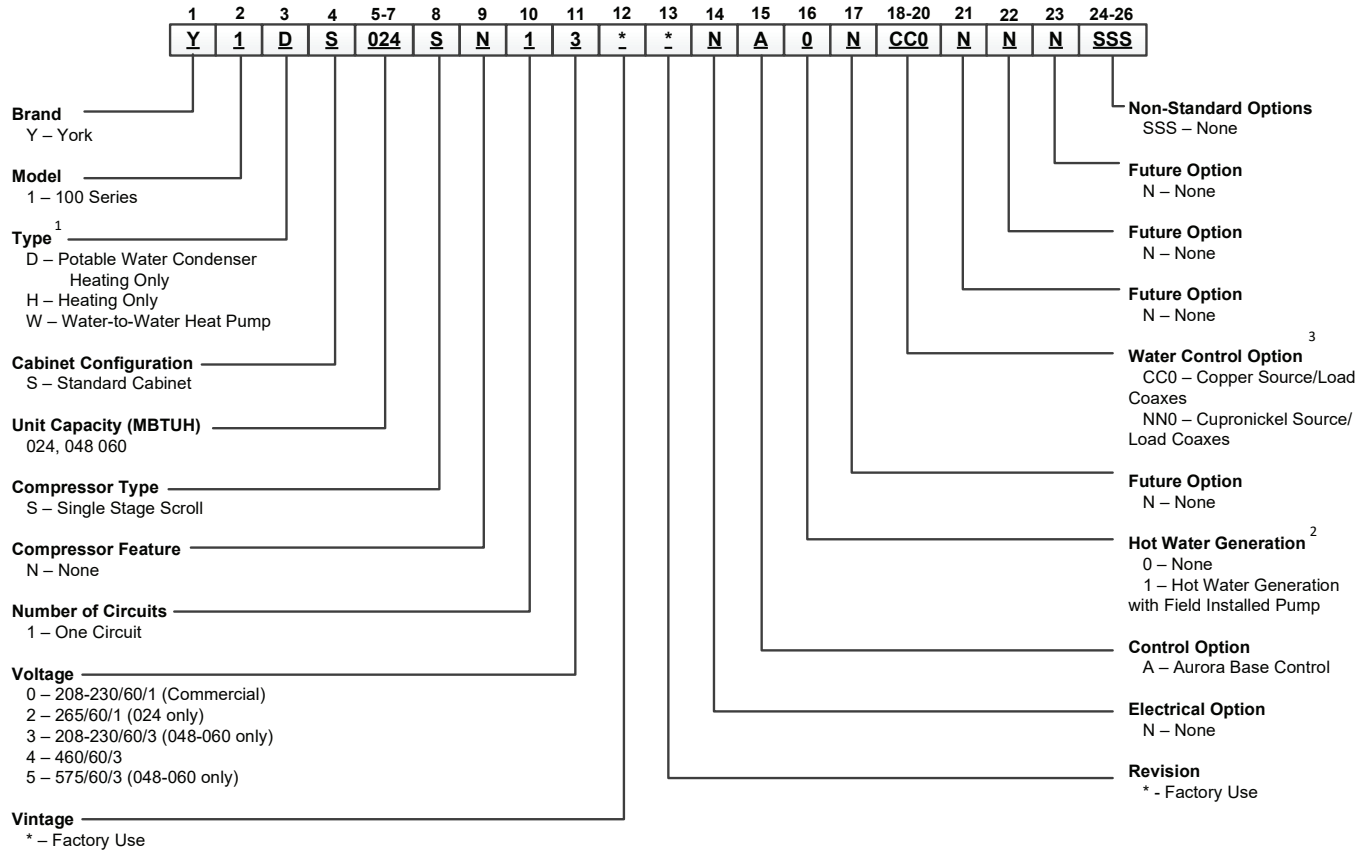 1 2 3 4 5-7 8 9 10 11 12 13 14 15 16 17 18-20 21 22 23 24-26
Y 1 D S 024 S N 1 3 * * N A 0 N CC0 N N N SSS
Brand
Y – York
Model
1 – 100 Series
Type 1
D – Potable Water Condenser
Heating Only
H – Heating Only
W – Water-to-Water Heat Pump
Cabinet Configuration
S – Standard Cabinet
Unit Capacity (MBTUH)
024, 048 060
Compressor Type
S – Single Stage Scroll
Compressor Feature
N – None
Number of Circuits
1 – One Circuit
Voltage
0 – 208-230/60/1 (Commercial)
2 – 265/60/1 (024 only)
3 – 208-230/60/3 (048-060 only)
4 – 460/60/3
5 – 575/60/3 (048-060 only)
Vintage
* – Factory Use
Non-Standard Options
SSS – None
Future Option
N – None
Future Option
N – None
Future Option
N – None
Water Control Option 3
CC0 – Copper Source/Load
Coaxes
NN0 – Cupronickel Source/
Load Coaxes
Future Option
N – None
Hot Water Generation 2
0 – None
1 – Hot Water Generation
with Field Installed Pump
Control Option
A – Aurora Base Control
Electrical Option
N – None
Revision
* - Factory Use